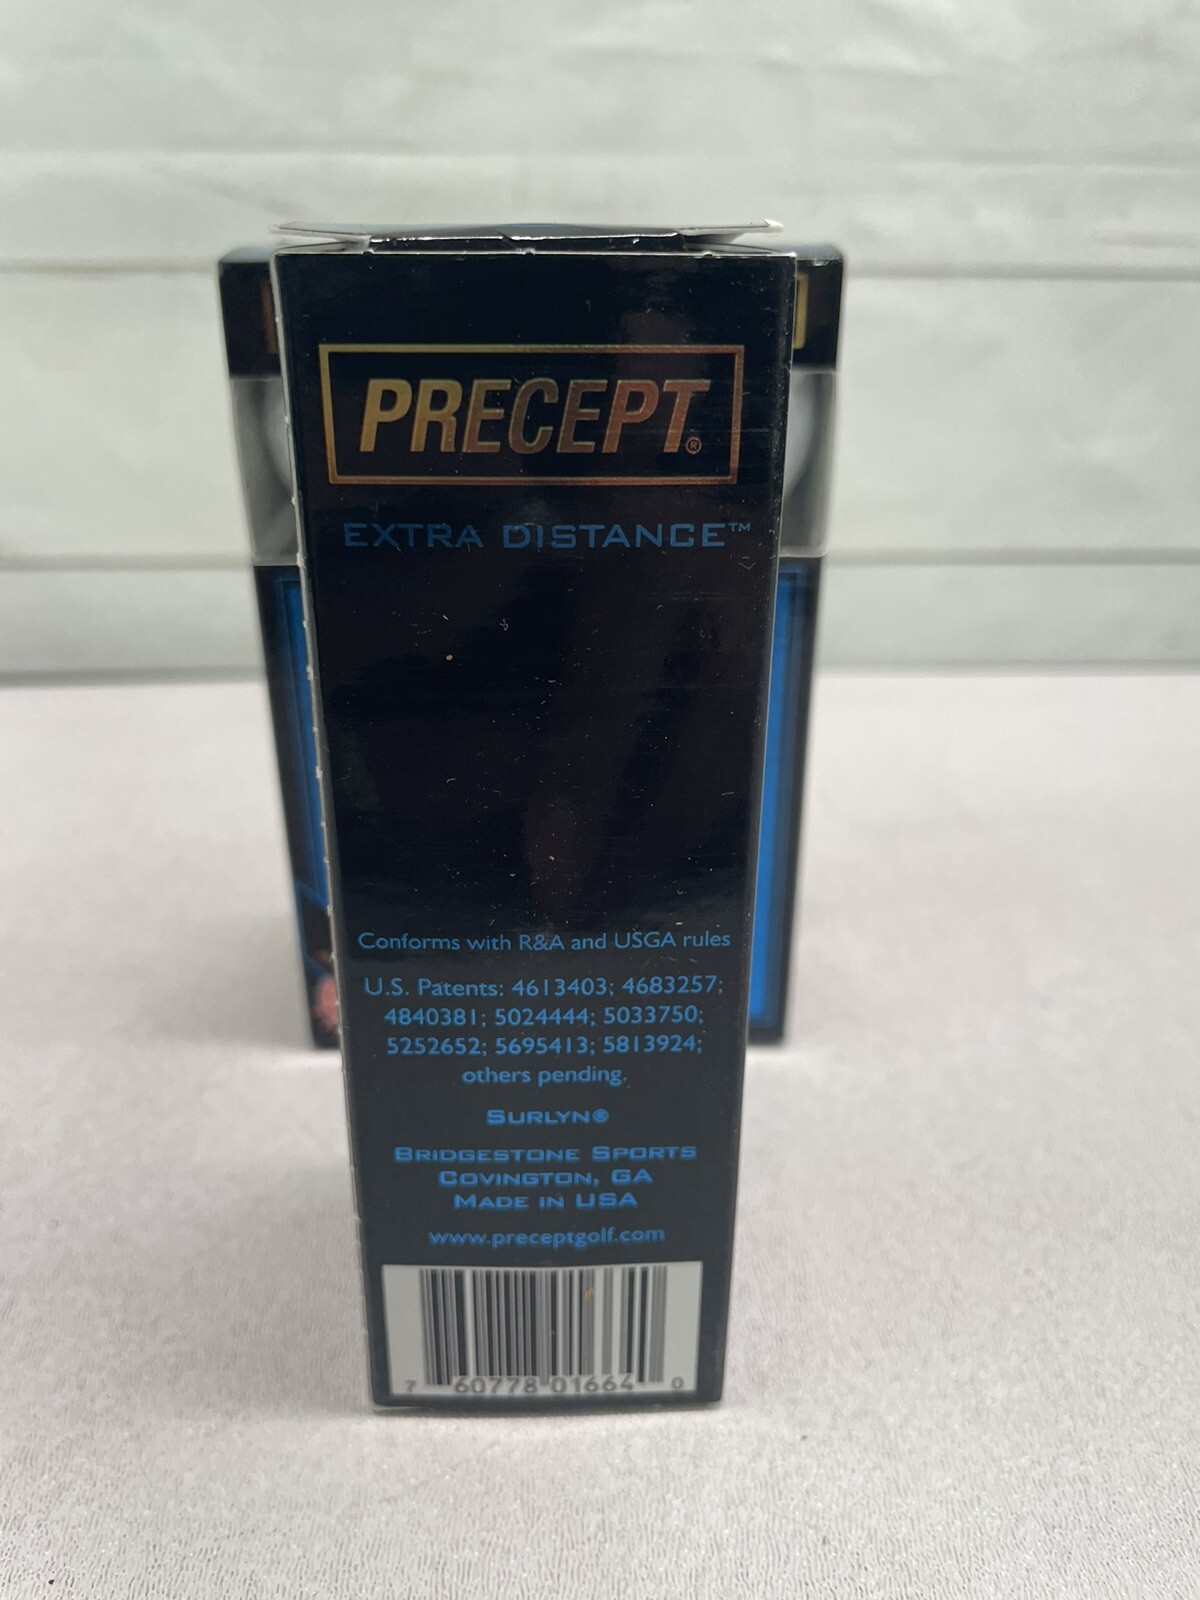 PRECEPT®
EXTRA DISTANCE™
Conforms with R&A and USGA rules
U.S. Patents: 4613403; 4683257;
4840381; 5024444; 5033750;
5252652; 5695413; 5813924;
others pending.
SURLYN®
BRIDGESTONE SPORTS
COVINGTON, GA
MADE IN USA
www.preceptgolf.com
7 60778 01664 0